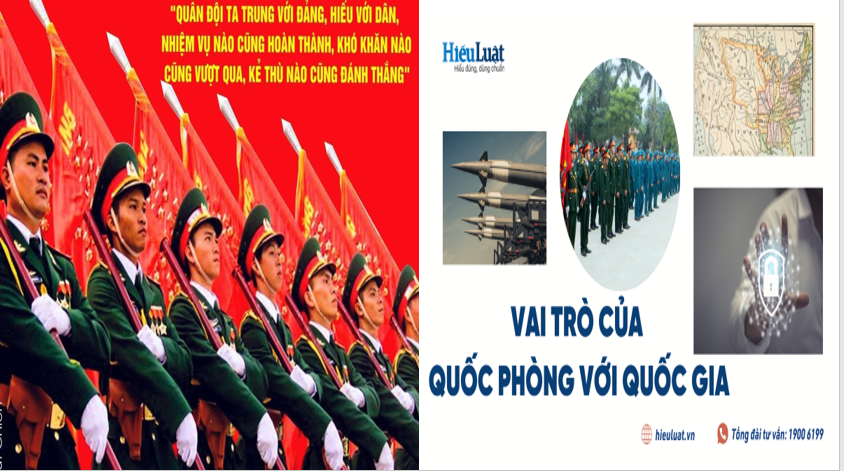 "QUÂN ĐỘI TA TRUNG VỚI ĐẢNG, HIẾU VỚI DÂN,
NHIỆM VỤ NÀO CŨNG HOÀN THÀNH, KHÓ KHĂN NÀO
CŨNG VƯỢT QUA, KẺ THÙ NÀO CŨNG ĐÁNH THẮNG"
HiểuLuật
Hiểu đúng, dùng chuẩn
VAI TRÒ CỦA
QUỐC PHÒNG VỚI QUỐC GIA
hieuluat.vn
Tổng đài tư vấn: 1900 6199